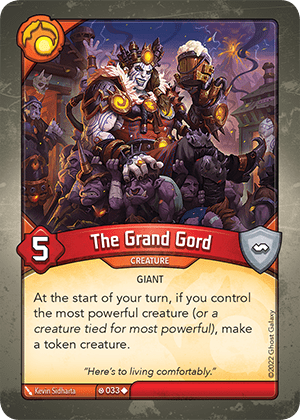 5
The Grand Gord
CREATURE
GIANT
At the start of your turn, if you control
the most powerful creature (or a
creature tied for most powerful), make
a token creature.
"Here's to living comfortably."
Kevin Sidharta
033
©2022 Ghost Galaxy